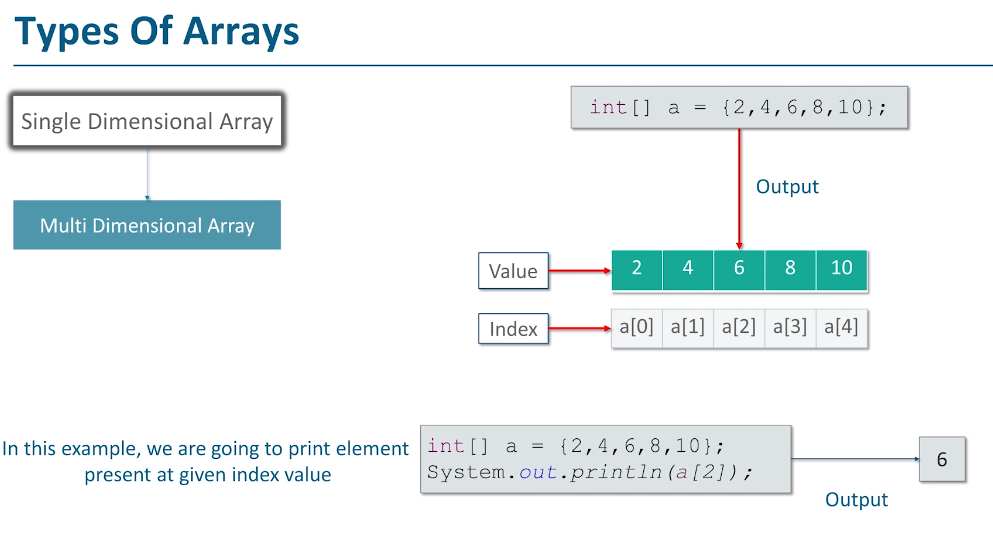 Types Of Arrays
Single Dimensional Array
Multi Dimensional Array
int[] a = {2,4,6,8,10};
Output
Value
2 4 6 8 10
Index
a[0] a[1] a[2] a[3] a[4]
In this example, we are going to print element
present at given index value
int[] a = {2,4,6,8,10};
System.out.println(a[2]);
6
Output